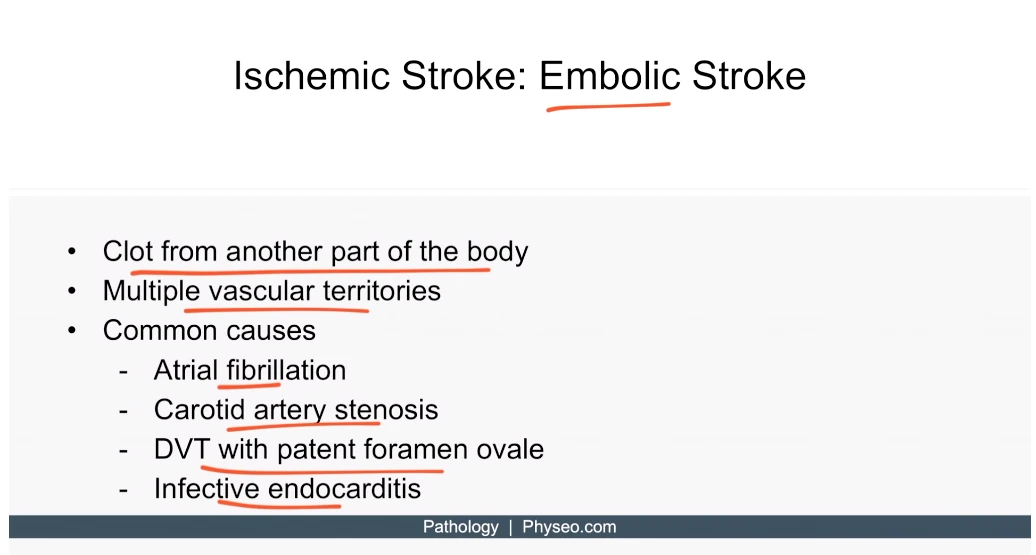 Ischemic Stroke: Embolic Stroke
• Clot from another part of the body
• Multiple vascular territories
• Common causes
- Atrial fibrillation
- Carotid artery stenosis
- DVT with patent foramen ovale
- Infective endocarditis
Pathology | Physeo.com